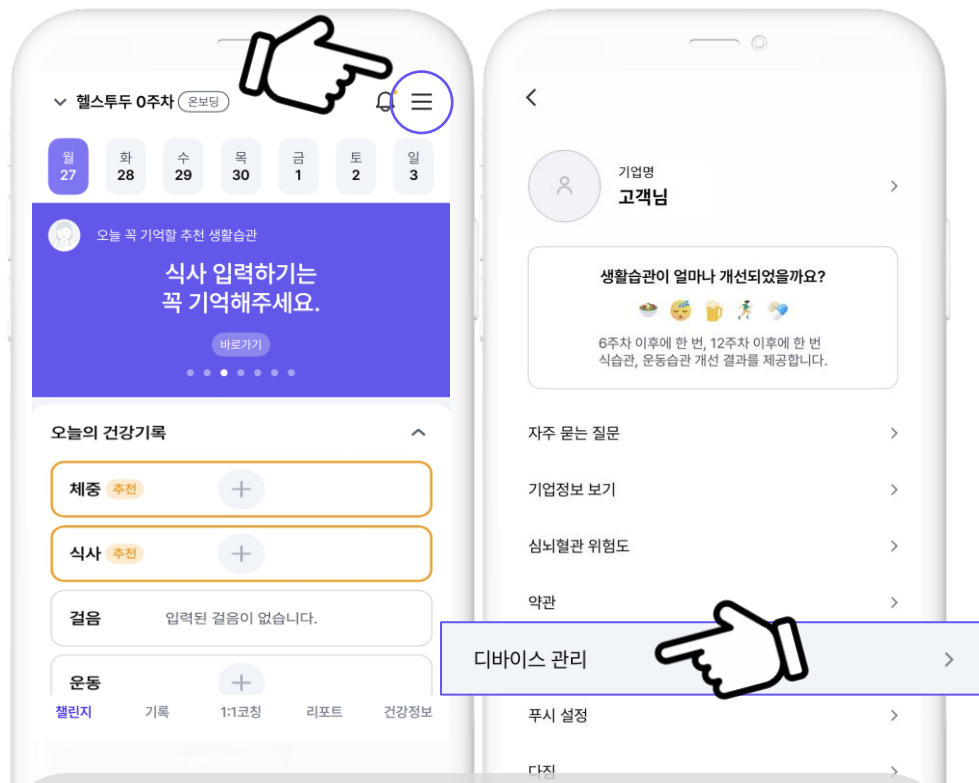 헬스투두 0주차 온보딩
월 화 수 목 금 토 일
27 28 29 30 1 2 3
오늘 꼭 기억할 추천 생활습관
식사 입력하기는
꼭 기억해주세요.
바로가기
오늘의 건강기록
체중 추천
식사 추천
걸음 입력된 걸음이 없습니다.
운동
챌린지 기록 1:1코칭 리포트 건강정보
기업명
고객님
생활습관이 얼마나 개선되었을까요?
6주차 이후에 한 번, 12주차 이후에 한 번
식습관, 운동습관 개선 결과를 제공합니다.
자주 묻는 질문
기업정보 보기
심뇌혈관 위험도
약관
디바이스 관리
푸시 설정
다짐